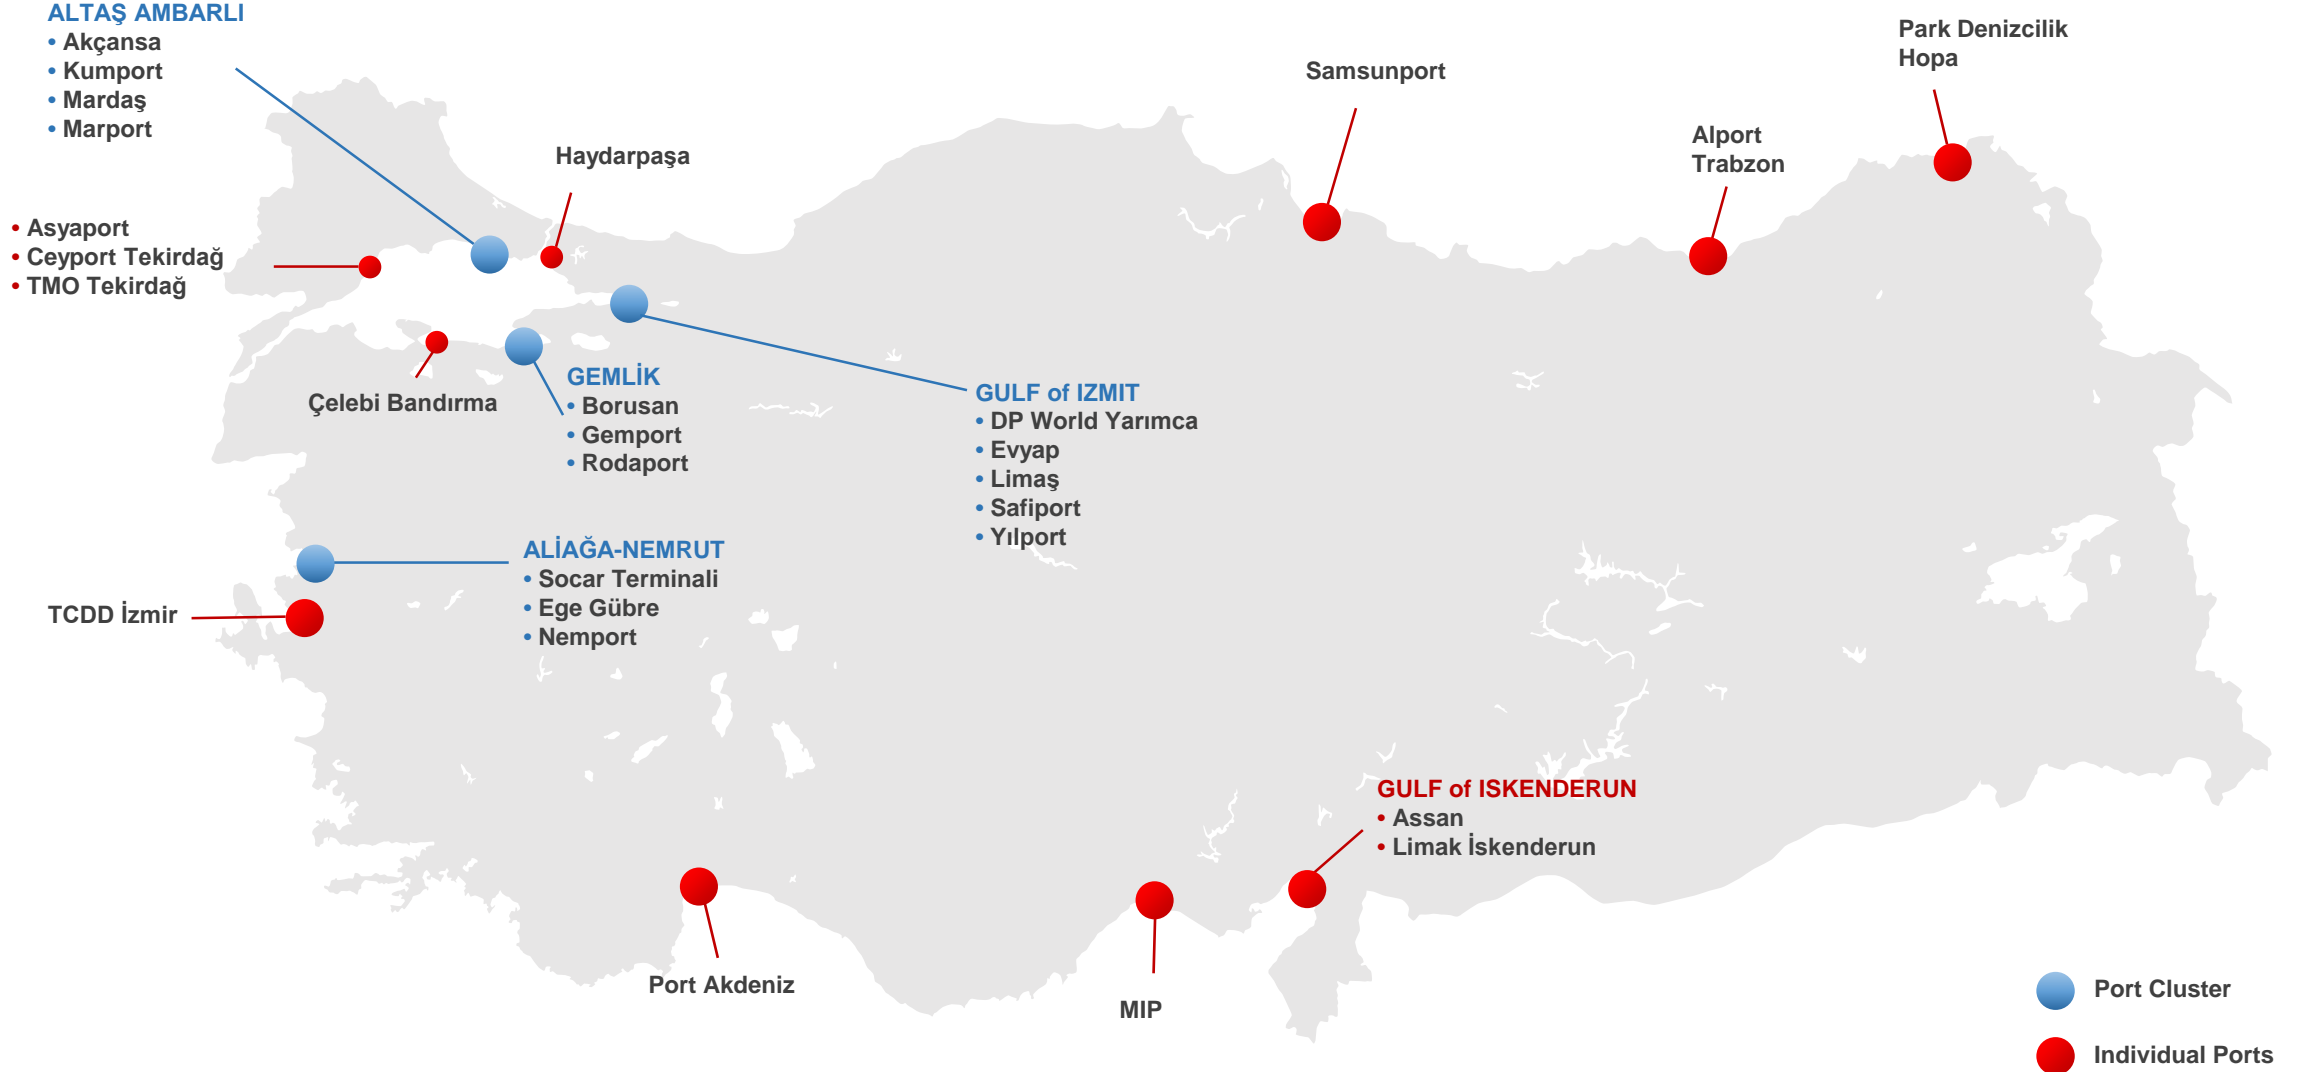 ALTAŞ AMBARLI
• Akçansa
• Kumport
• Mardaş
• Marport
Park Denizcilik
Hopa
Samsunport
Alport
Trabzon
Haydarpaşa
• Asyaport
• Ceyport Tekirdağ
• TMO Tekirdağ
Çelebi Bandırma
GEMLİK
• Borusan
• Gemport
• Rodaport
GULF of IZMIT
• DP World Yarımca
• Evyap
• Limaş
• Safiport
• Yılport
ALİAĞA-NEMRUT
• Socar Terminali
• Ege Gübre
• Nemport
TCDD İzmir
GULF of ISKENDERUN
• Assan
• Limak İskenderun
Port Akdeniz
MIP
Port Cluster
Individual Ports